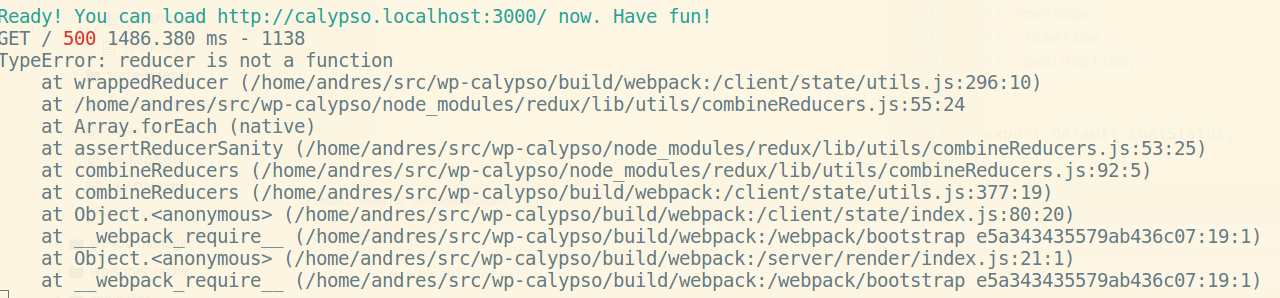 Ready! You can load http://calypso.localhost:3000/ now. Have fun!
GET / 500 1486.380 ms - 1138
TypeError: reducer is not a function
    at wrappedReducer (/home/andres/src/wp-calypso/build/webpack:/client/state/utils.js:296:10)
    at /home/andres/src/wp-calypso/node_modules/redux/lib/utils/combineReducers.js:55:24
    at Array.forEach (native)
    at assertReducerSanity (/home/andres/src/wp-calypso/node_modules/redux/lib/utils/combineReducers.js:53:25)
    at combineReducers (/home/andres/src/wp-calypso/node_modules/redux/lib/utils/combineReducers.js:92:5)
    at combineReducers (/home/andres/src/wp-calypso/build/webpack:/client/state/utils.js:377:19)
    at Object.<anonymous> (/home/andres/src/wp-calypso/build/webpack:/client/state/index.js:80:20)
    at __webpack_require__ (/home/andres/src/wp-calypso/build/webpack:/webpack/bootstrap e5a343435579ab436c07:19:1)
    at Object.<anonymous> (/home/andres/src/wp-calypso/build/webpack:/server/render/index.js:21:1)
    at __webpack_require__ (/home/andres/src/wp-calypso/build/webpack:/webpack/bootstrap e5a343435579ab436c07:19:1)
export default chatStatus;